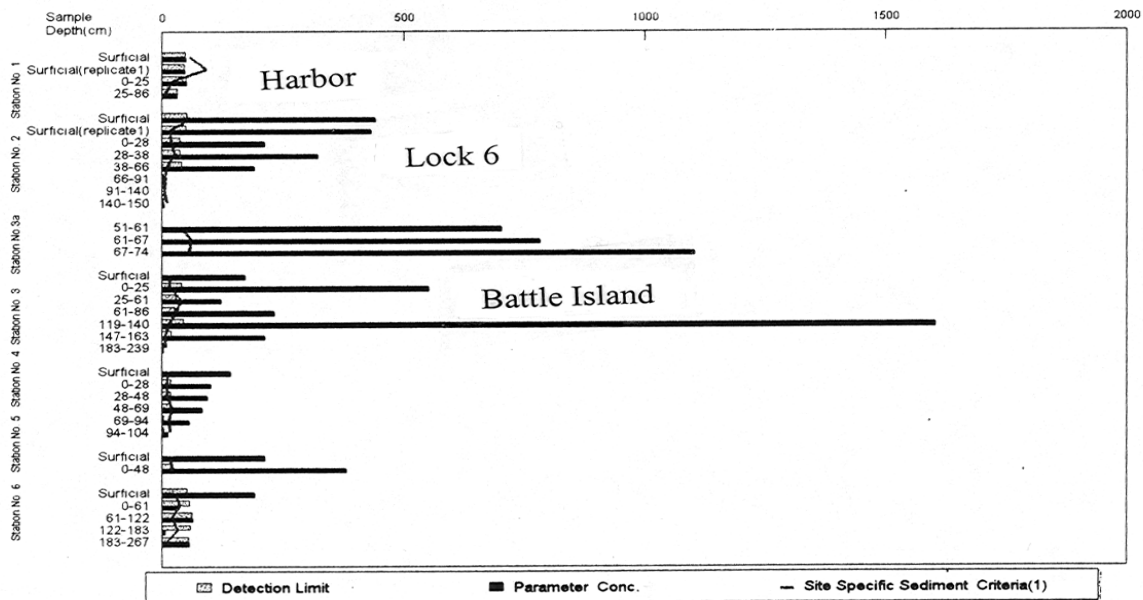 Sample Depth(cm) 0 500 1000 1500 2000
Station No. 1
Surficial
Surficial(replicate1)
0-25
25-86
Harbor
Station No. 2
Surficial
Surficial(replicate1)
0-28
28-38
38-66
66-91
91-140
140-150
Lock 6
Station No.3a
51-61
61-67
67-74
Station No. 3
Surficial
0-25
25-61
61-86
119-140
147-163
183-239
Battle Island
Station No. 4
Surficial
0-28
28-48
48-69
69-94
94-104
Station No. 5
Surficial
0-48
Station No. 6
Surficial
0-61
61-122
122-183
183-267
Detection Limit Parameter Conc. Site Specific Sediment Criteria(1)